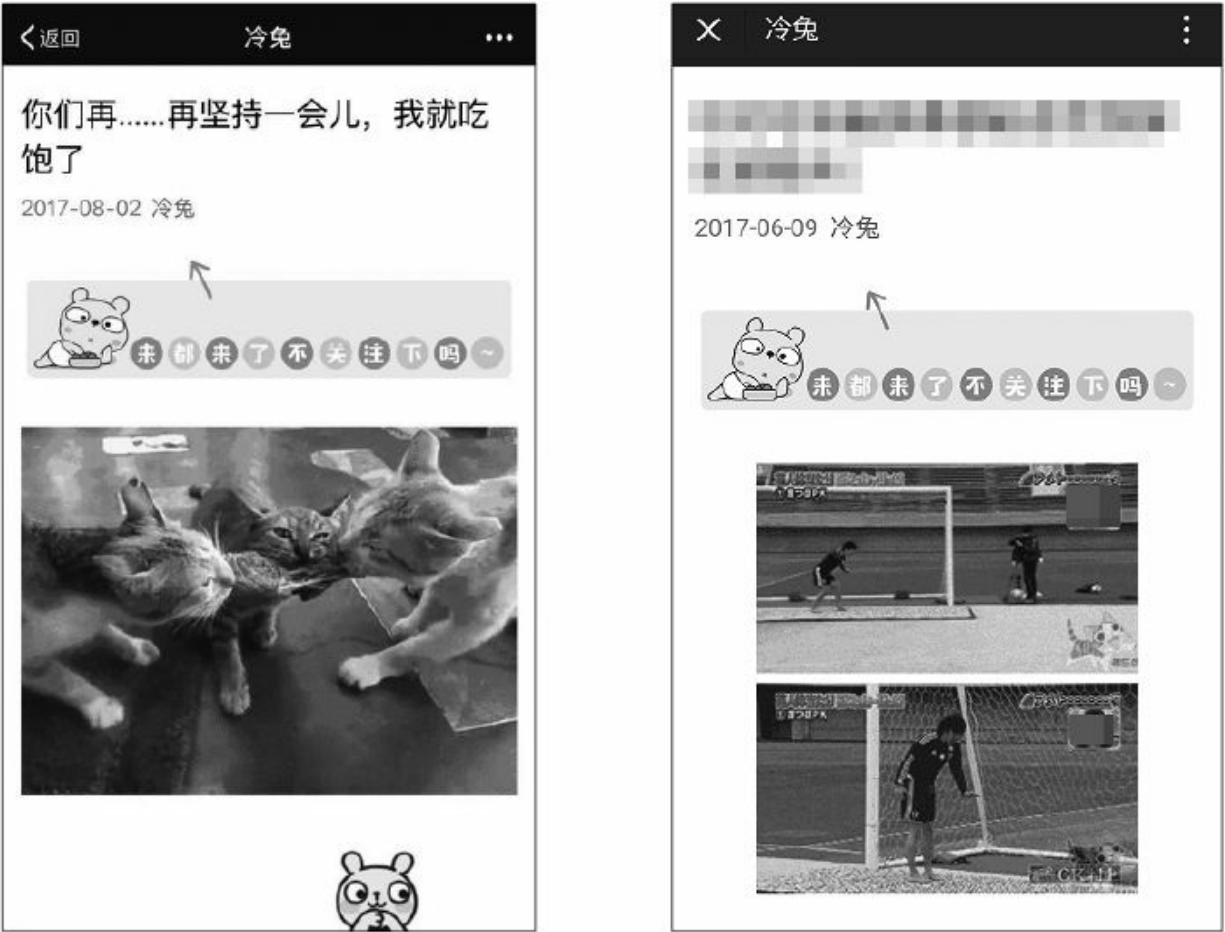 返回
冷兔
你们再……再坚持一会儿，我就吃
饱了
2017-08-02 冷兔
来都来了不关注下吗~
冷兔
2017-06-09 冷兔
来都来了不关注下吗~